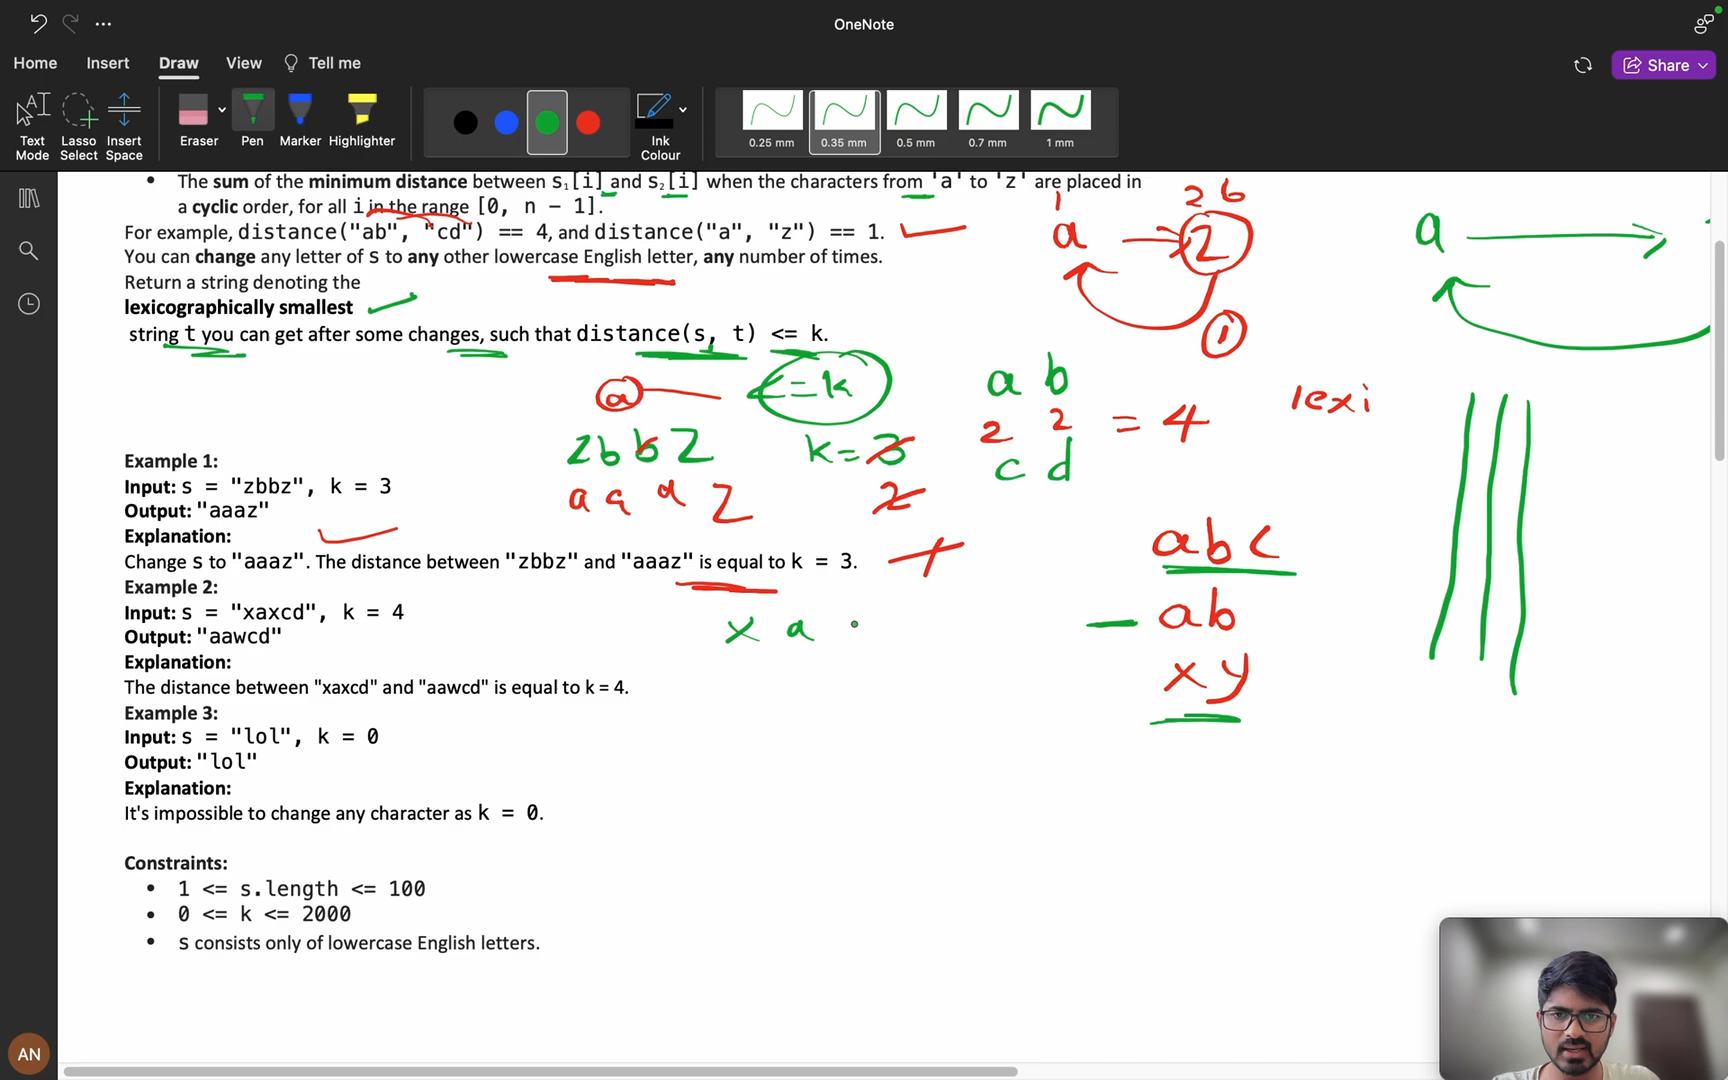 OneNote
Home Insert Draw View Tell me
Share
Text Mode
Lasso Select
Insert Space
Eraser
Pen
Marker
Highlighter
Ink Colour
0.25 mm
0.35 mm
0.5 mm
0.7 mm
1 mm
• The sum of the minimum distance between s₁[i] and s₂[i] when the characters from 'a' to 'z' are placed in
a cyclic order, for all i in the range [0, n − 1].
For example, distance("ab", "cd") == 4, and distance("a", "z") == 1.
You can change any letter of s to any other lowercase English letter, any number of times.
Return a string denoting the
lexicographically smallest
string t you can get after some changes, such that distance(s, t) <= k.
1 26
a z
1
a
a <=k
a b
2 2 = 4
c d
lexi
zbbz k=3
aaaz 2
Example 1:
Input: s = "zbbz", k = 3
Output: "aaaz"
Explanation:
Change s to "aaaz". The distance between "zbbz" and "aaaz" is equal to k = 3.
abc
ab
xy
x a
Example 2:
Input: s = "xaxcd", k = 4
Output: "aawcd"
Explanation:
The distance between "xaxcd" and "aawcd" is equal to k = 4.
Example 3:
Input: s = "lol", k = 0
Output: "lol"
Explanation:
It's impossible to change any character as k = 0.
Constraints:
• 1 <= s.length <= 100
• 0 <= k <= 2000
• s consists only of lowercase English letters.
AN